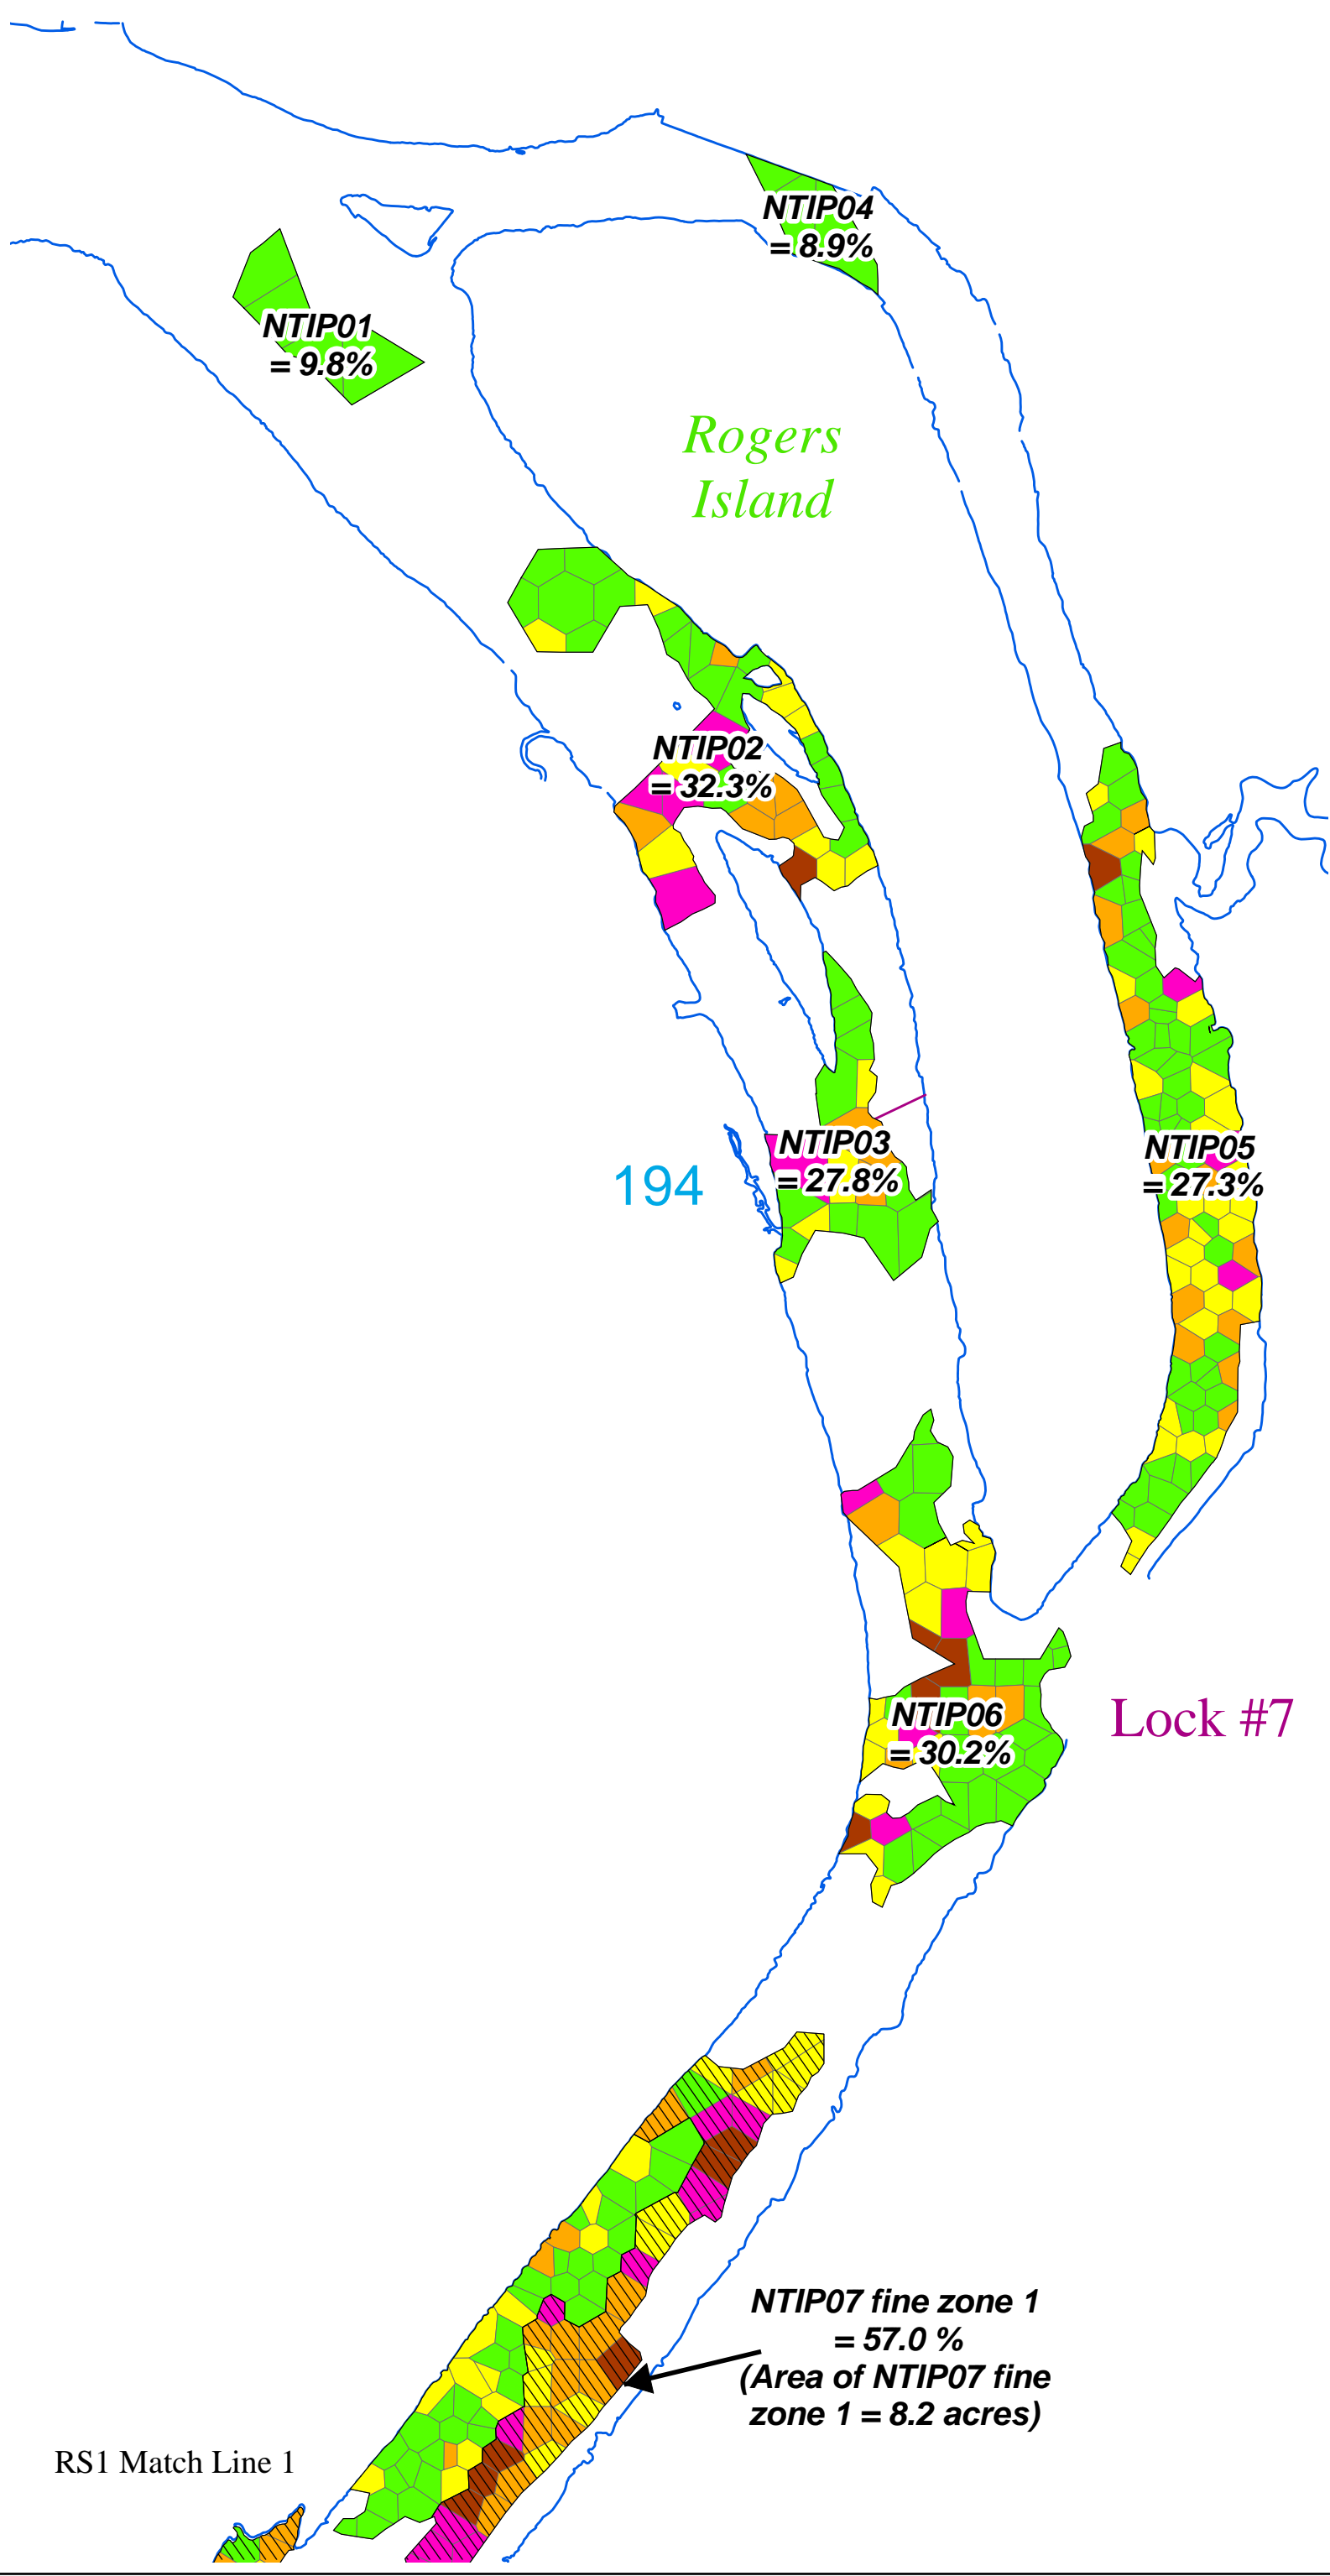 NTIP04
= 8.9%
NTIP01
= 9.8%
Rogers
Island
NTIP02
= 32.3%
NTIP03
= 27.8%
NTIP05
= 27.3%
194
NTIP06
= 30.2%
Lock #7
NTIP07 fine zone 1
= 57.0 %
(Area of NTIP07 fine
zone 1 = 8.2 acres)
RS1 Match Line 1